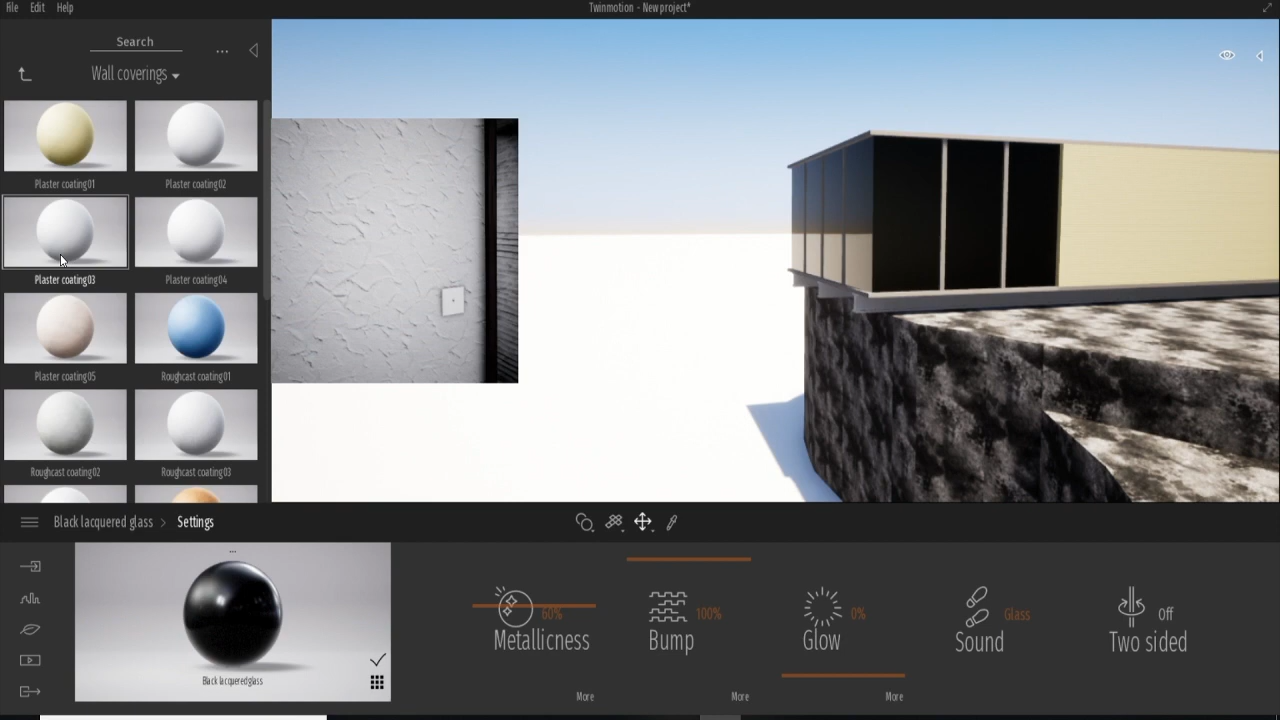 File Edit Help
Twinmotion - New project*
Search
...
Wall coverings
Plaster coating01
Plaster coating02
Plaster coating03
Plaster coating04
Plaster coating05
Roughcast coating01
Roughcast coating02
Roughcast coating03
Black lacquered glass > Settings
...
Black lacquered glass
60%
Metallicness
More
100%
Bump
More
0%
Glow
More
Glass
Sound
Off
Two sided